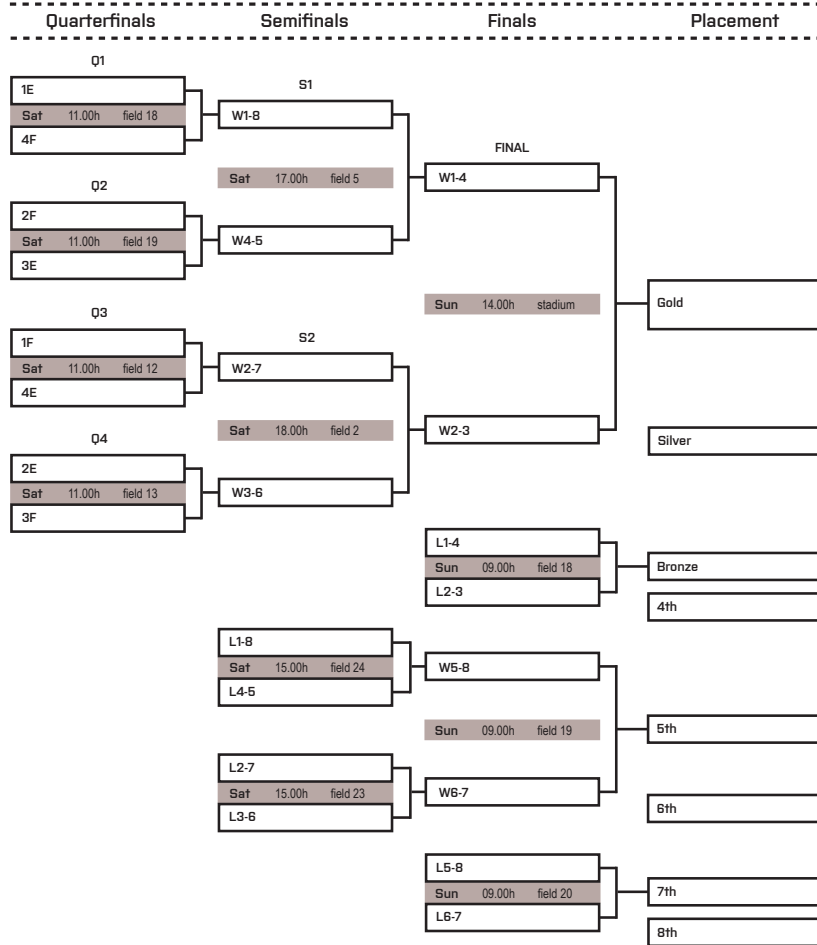 Quarterfinals Semifinals Finals Placement
Q1
1E
Sat 11.00h field 18
4F
Q2
2F
Sat 11.00h field 19
3E
Q3
1F
Sat 11.00h field 12
4E
Q4
2E
Sat 11.00h field 13
3F
S1
W1-8
Sat 17.00h field 5
W4-5
S2
W2-7
Sat 18.00h field 2
W3-6
L1-8
Sat 15.00h field 24
L4-5
L2-7
Sat 15.00h field 23
L3-6
FINAL
W1-4
Sun 14.00h stadium
W2-3
L1-4
Sun 09.00h field 18
L2-3
W5-8
Sun 09.00h field 19
W6-7
L5-8
Sun 09.00h field 20
L6-7
Gold
Silver
Bronze
4th
5th
6th
7th
8th